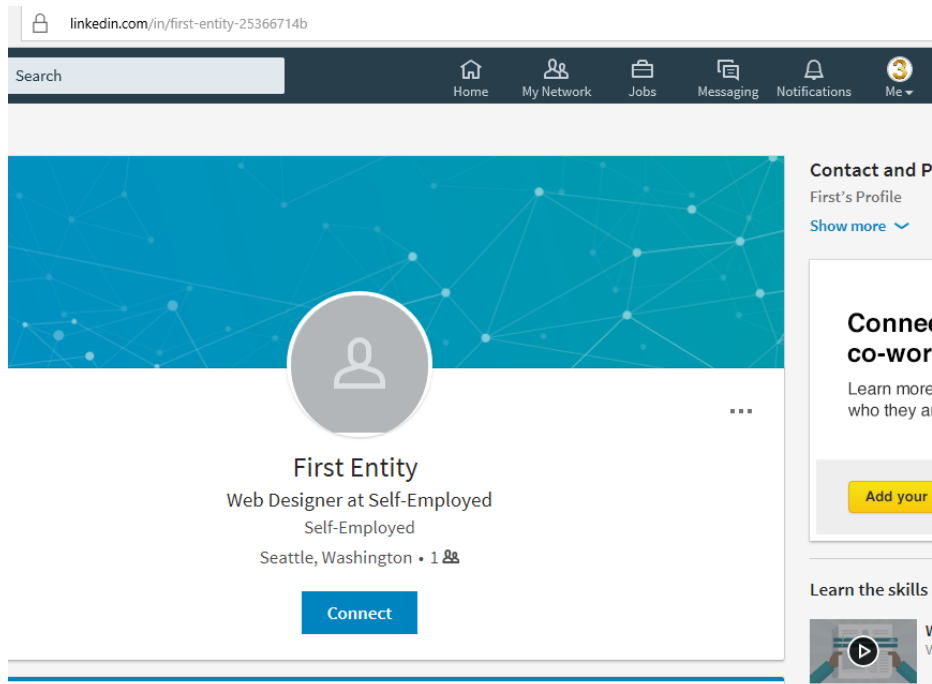 linkedin.com/in/first-entity-25366714b
Search
Home
My Network
Jobs
Messaging
Notifications
3
Me
Contact and P
First's Profile
Show more
Connec
co-wor
Learn more
who they a
Add your
First Entity
Web Designer at Self-Employed
Self-Employed
Seattle, Washington • 1
Connect
Learn the skills